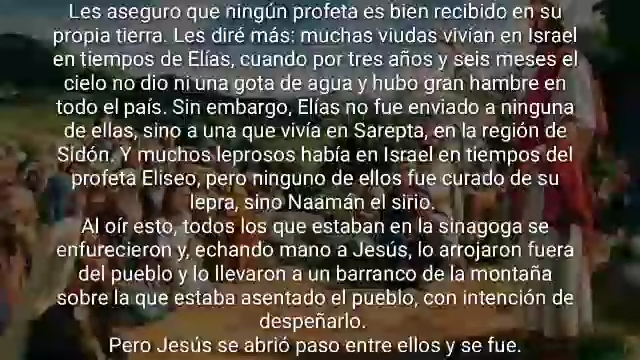 Les aseguro que ningún profeta es bien recibido en su
propia tierra. Les diré más: muchas viudas vivían en Israel
en tiempos de Elías, cuando por tres años y seis meses el
cielo no dio ni una gota de agua y hubo gran hambre en
todo el país. Sin embargo, Elías no fue enviado a ninguna
de ellas, sino a una que vivía en Sarepta, en la región de
Sidón. Y muchos leprosos había en Israel en tiempos del
profeta Eliseo, pero ninguno de ellos fue curado de su
lepra, sino Naamán el sirio.
Al oír esto, todos los que estaban en la sinagoga se
enfurecieron y, echando mano a Jesús, lo arrojaron fuera
del pueblo y lo llevaron a un barranco de la montaña
sobre la que estaba asentado el pueblo, con intención de
despeñarlo.
Pero Jesús se abrió paso entre ellos y se fue.